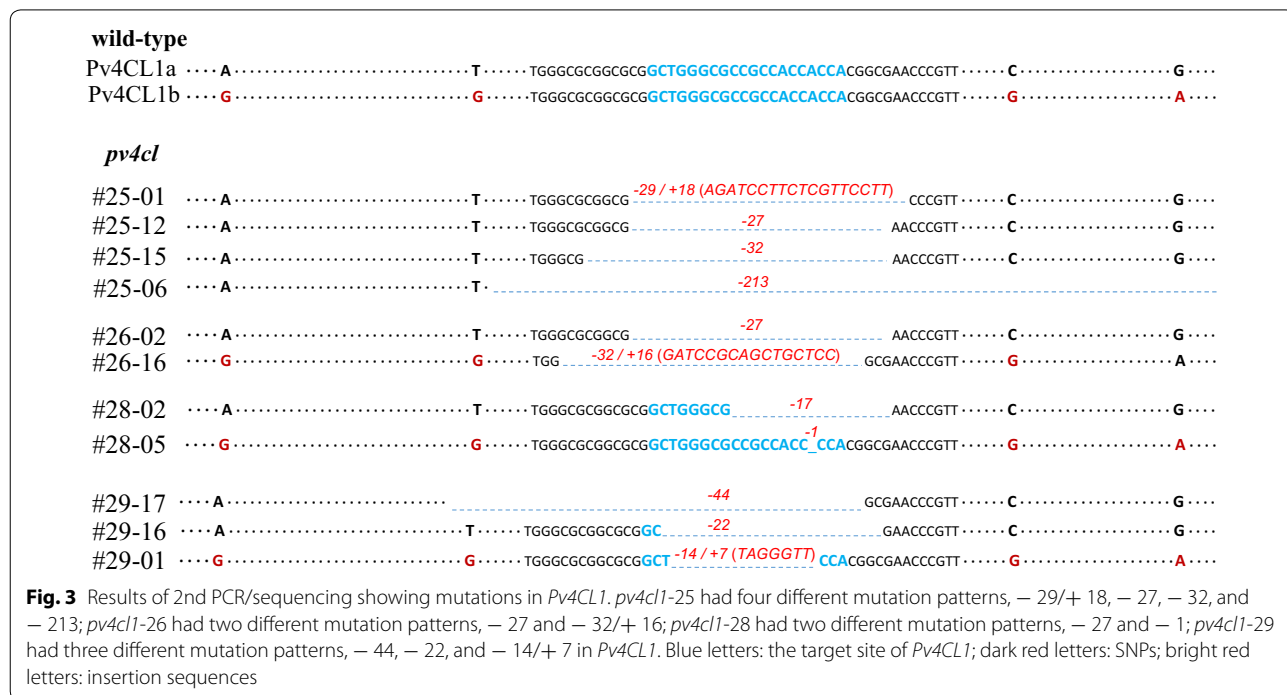 wild-type
Pv4CL1a ····A·························T······TGGGCGCGGCGCGGCTGGGCGCCGCCACCACCACGGCGAACCCGTT······C···············G····
Pv4CL1b ····G·························G······TGGGCGCGGCGCGGCTGGGCGCCGCCACCACCACGGCGAACCCGTT······G···············A····
pv4cl
#25-01 ····A·························T······TGGGCGCGGCG -29 / +18 (AGATCCTTCTCGTTCCTT) CCCGTT······C···············G····
#25-12 ····A·························T······TGGGCGCGGCG -27 AACCCGTT······C···············G····
#25-15 ····A·························T······TGGGCG -32 AACCCGTT······C···············G····
#25-06 ····A·························T· -213
#26-02 ····A·························T······TGGGCGCGGCG -27 AACCCGTT······C···············G····
#26-16 ····G·························G······TGG -32 / +16 (GATCCGCAGCTGCTCC) GCGAACCCGTT······G···············A····
#28-02 ····A·························T······TGGGCGCGGCGCGGCTGGGCG -17 AACCCGTT······C···············G····
#28-05 ····G·························G······TGGGCGCGGCGCGGCTGGGCGCCGCCACC_CCACGGCGAACCCGTT······G···············A···· -1
#29-17 ····A······················· -44 GCGAACCCGTT······C···············G····
#29-16 ····A·························T······TGGGCGCGGCGCGGC -22 GAACCCGTT······C···············G····
#29-01 ····G·························G······TGGGCGCGGCGCGGCT -14 / +7 (TAGGGTT) CCACGGCGAACCCGTT······G···············A····
Fig. 3 Results of 2nd PCR/sequencing showing mutations in Pv4CL1. pv4cl1-25 had four different mutation patterns, − 29/+ 18, − 27, − 32, and
− 213; pv4cl1-26 had two different mutation patterns, − 27 and − 32/+ 16; pv4cl1-28 had two different mutation patterns, − 27 and − 1; pv4cl1-29
had three different mutation patterns, − 44, − 22, and − 14/+ 7 in Pv4CL1. Blue letters: the target site of Pv4CL1; dark red letters: SNPs; bright red
letters: insertion sequences